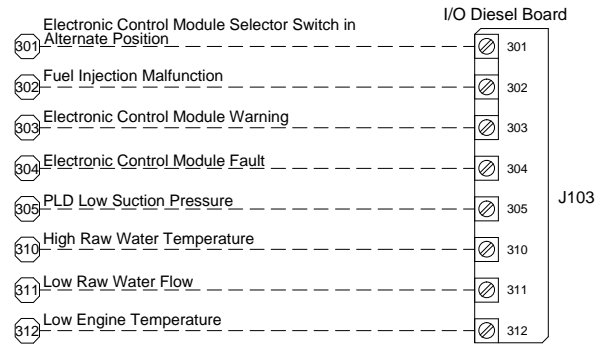 I/O Diesel Board
Electronic Control Module Selector Switch in
Alternate Position
301 301
Fuel Injection Malfunction
302 302
Electronic Control Module Warning
303 303
Electronic Control Module Fault
304 304
PLD Low Suction Pressure
305 305
J103
High Raw Water Temperature
310 310
Low Raw Water Flow
311 311
Low Engine Temperature
312 312